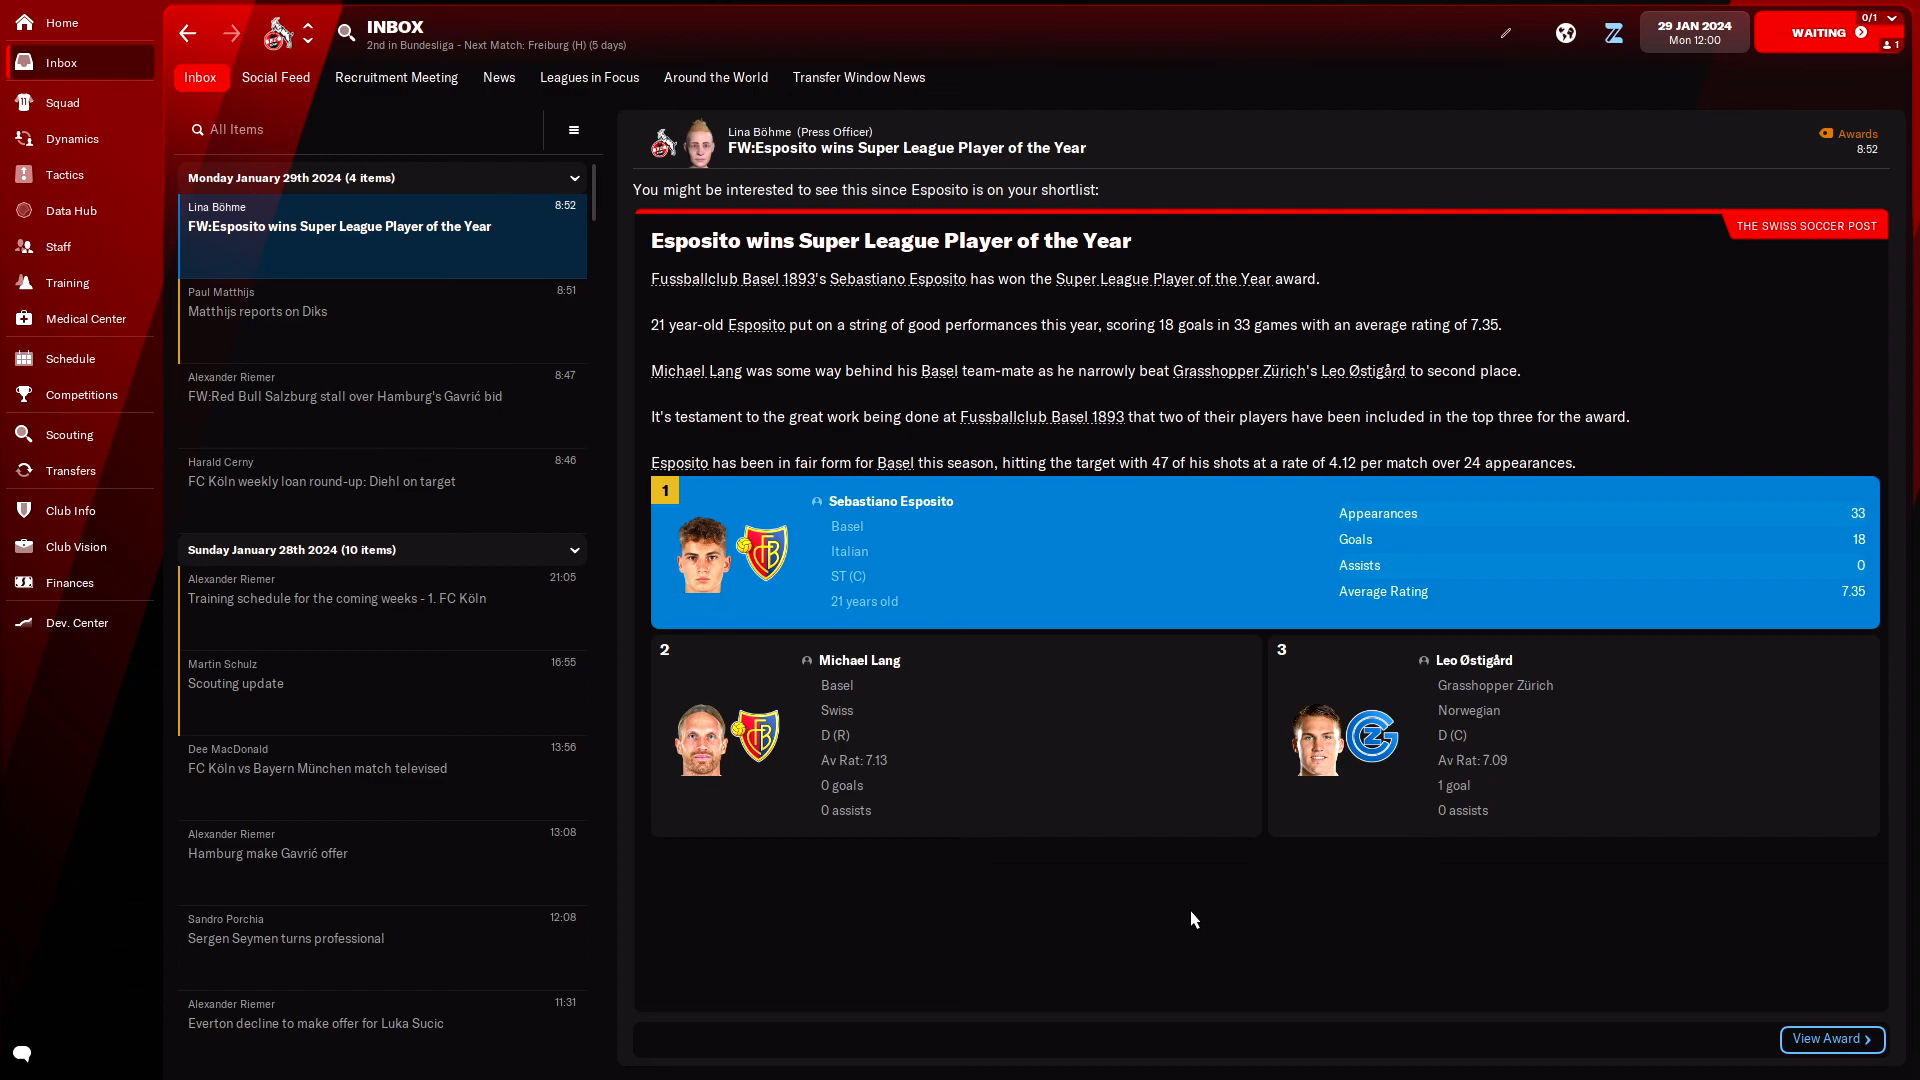 Home
Inbox
Squad
Dynamics
Tactics
Data Hub
Staff
Training
Medical Center
Schedule
Competitions
Scouting
Transfers
Club Info
Club Vision
Finances
Dev. Center
INBOX
2nd in Bundesliga - Next Match: Freiburg (H) (5 days)
29 JAN 2024
Mon 12:00
WAITING
0/1
1
Inbox
Social Feed
Recruitment Meeting
News
Leagues in Focus
Around the World
Transfer Window News
All Items
Monday January 29th 2024 (4 items)
Lina Böhme 8:52
FW:Esposito wins Super League Player of the Year
Paul Matthijs 8:51
Matthijs reports on Diks
Alexander Riemer 8:47
FW:Red Bull Salzburg stall over Hamburg's Gavrić bid
Harald Cerny 8:46
FC Köln weekly loan round-up: Diehl on target
Sunday January 28th 2024 (10 items)
Alexander Riemer 21:05
Training schedule for the coming weeks - 1. FC Köln
Martin Schulz 16:55
Scouting update
Dee MacDonald 13:56
FC Köln vs Bayern München match televised
Alexander Riemer 13:08
Hamburg make Gavrić offer
Sandro Porchia 12:08
Sergen Seymen turns professional
Alexander Riemer 11:31
Everton decline to make offer for Luka Sucic
Lina Böhme (Press Officer)
FW:Esposito wins Super League Player of the Year
Awards
8:52
You might be interested to see this since Esposito is on your shortlist:
THE SWISS SOCCER POST
Esposito wins Super League Player of the Year
Fussballclub Basel 1893's Sebastiano Esposito has won the Super League Player of the Year award.
21 year-old Esposito put on a string of good performances this year, scoring 18 goals in 33 games with an average rating of 7.35.
Michael Lang was some way behind his Basel team-mate as he narrowly beat Grasshopper Zürich's Leo Østigård to second place.
It's testament to the great work being done at Fussballclub Basel 1893 that two of their players have been included in the top three for the award.
Esposito has been in fair form for Basel this season, hitting the target with 47 of his shots at a rate of 4.12 per match over 24 appearances.
1
Sebastiano Esposito
Basel
Italian
ST (C)
21 years old
Appearances 33
Goals 18
Assists 0
Average Rating 7.35
2
Michael Lang
Basel
Swiss
D (R)
Av Rat: 7.13
0 goals
0 assists
3
Leo Østigård
Grasshopper Zürich
Norwegian
D (C)
Av Rat: 7.09
1 goal
0 assists
View Award